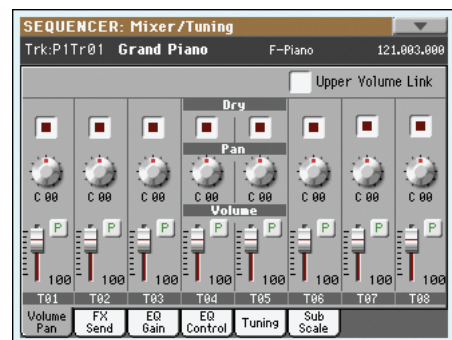 SEQUENCER: Mixer/Tuning
Trk:P1Tr01 Grand Piano F-Piano 121.003.000
Upper Volume Link
Dry
Pan
C 00 C 00 C 00 C 00 C 00 C 00 C 00 C 00
Volume
P P P P P P P P
100 100 100 100 100 100 100 100
T01 T02 T03 T04 T05 T06 T07 T08
Volume Pan FX Send EQ Gain EQ Control Tuning Sub Scale